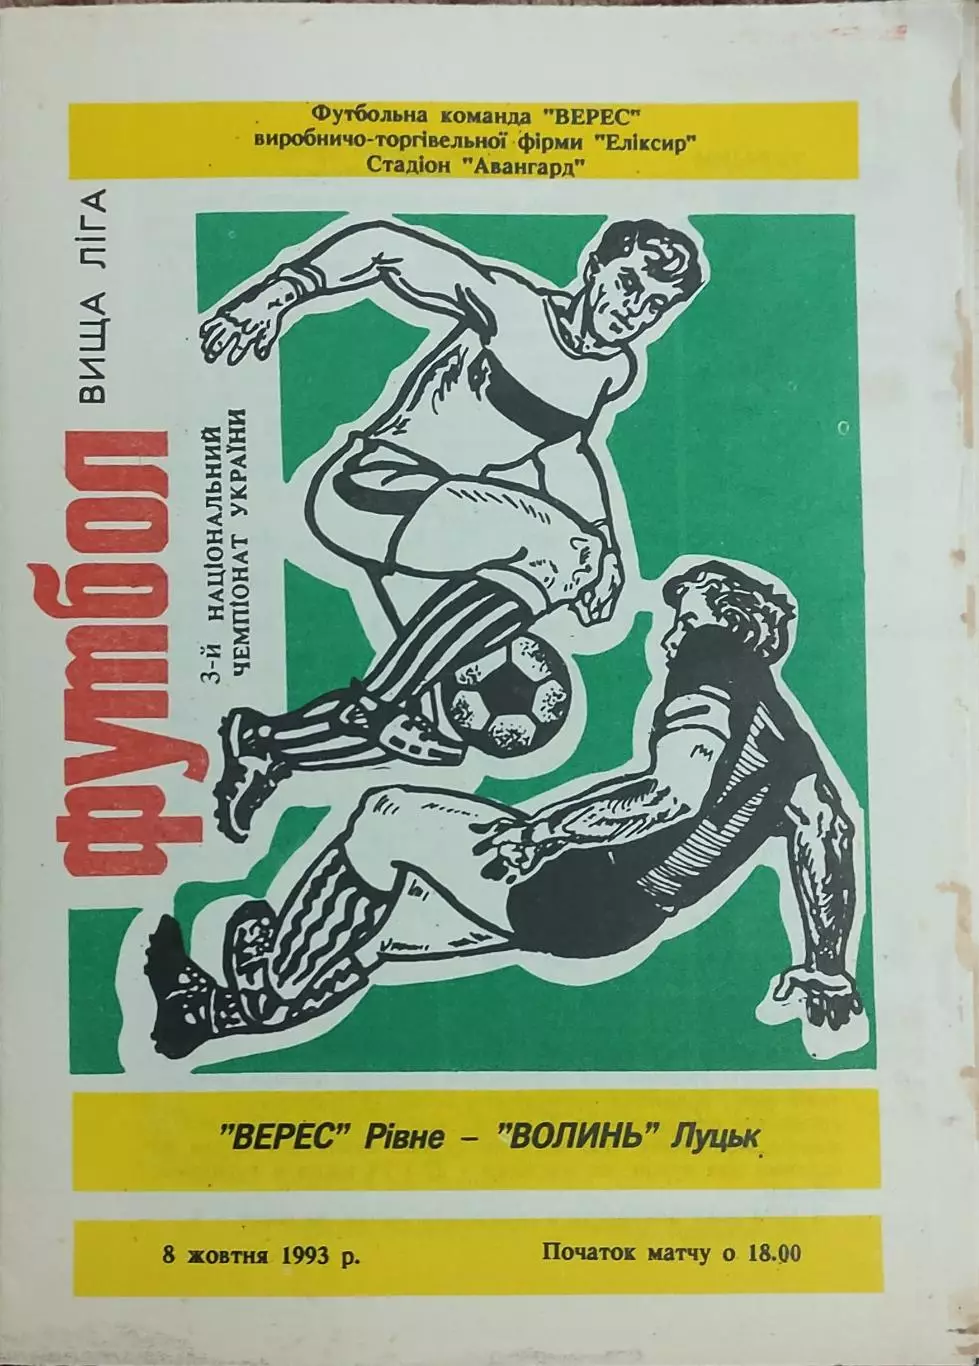 Футбольна команда "ВЕРЕС"
виробничо-торгівельної фірми "Еліксир"
Стадіон "Авангард"
футбол
ВИЩА ЛІГА
3-й НАЦІОНАЛЬНИЙ
ЧЕМПІОНАТ УКРАЇНИ
"ВЕРЕС" Рівне – "ВОЛИНЬ" Луцьк
8 жовтня 1993 р.
Початок матчу о 18.00